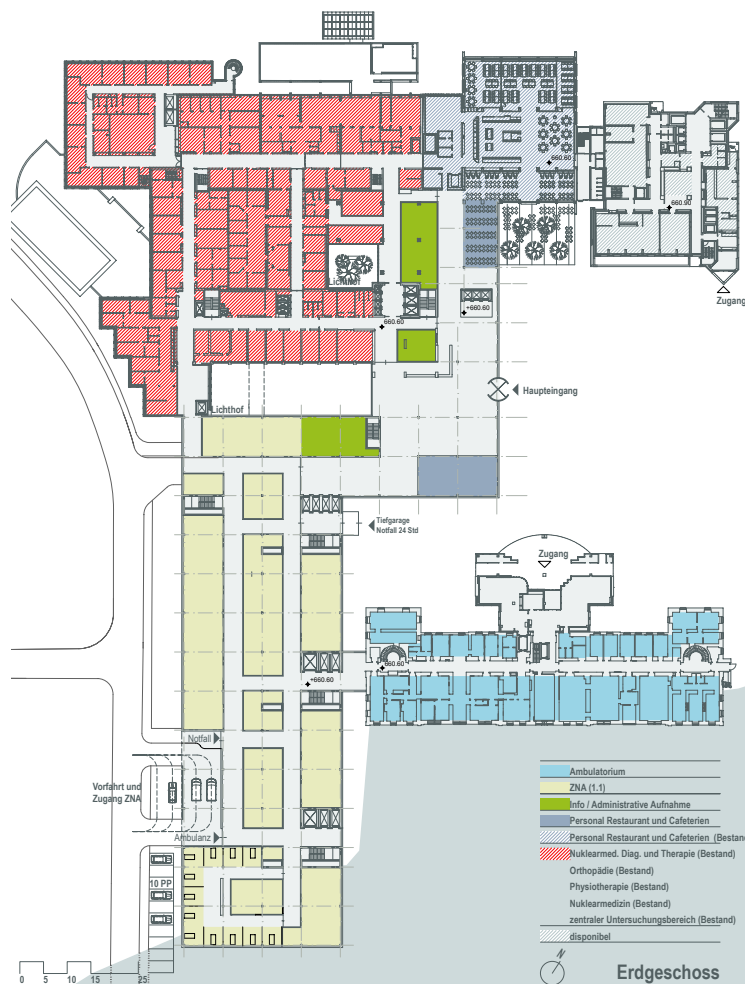 660.60
660.90
Zugang
Lichthof
+660.60
660.60
Haupteingang
Lichthof
Tiefgarage
Notfall 24 Std
Zugang
660.60
+660.60
Notfall
Vorfahrt und
Zugang ZNA
Ambulanz
10 PP
Ambulatorium
ZNA (1.1)
Info / Administrative Aufnahme
Personal Restaurant und Cafeterien
Personal Restaurant und Cafeterien (Bestand
Nuklearmed. Diag. und Therapie (Bestand)
Orthopädie (Bestand)
Physiotherapie (Bestand)
Nuklearmedizin (Bestand)
zentraler Untersuchungsbereich (Bestand)
disponibel
0 5 10 15 25
N
Erdgeschoss